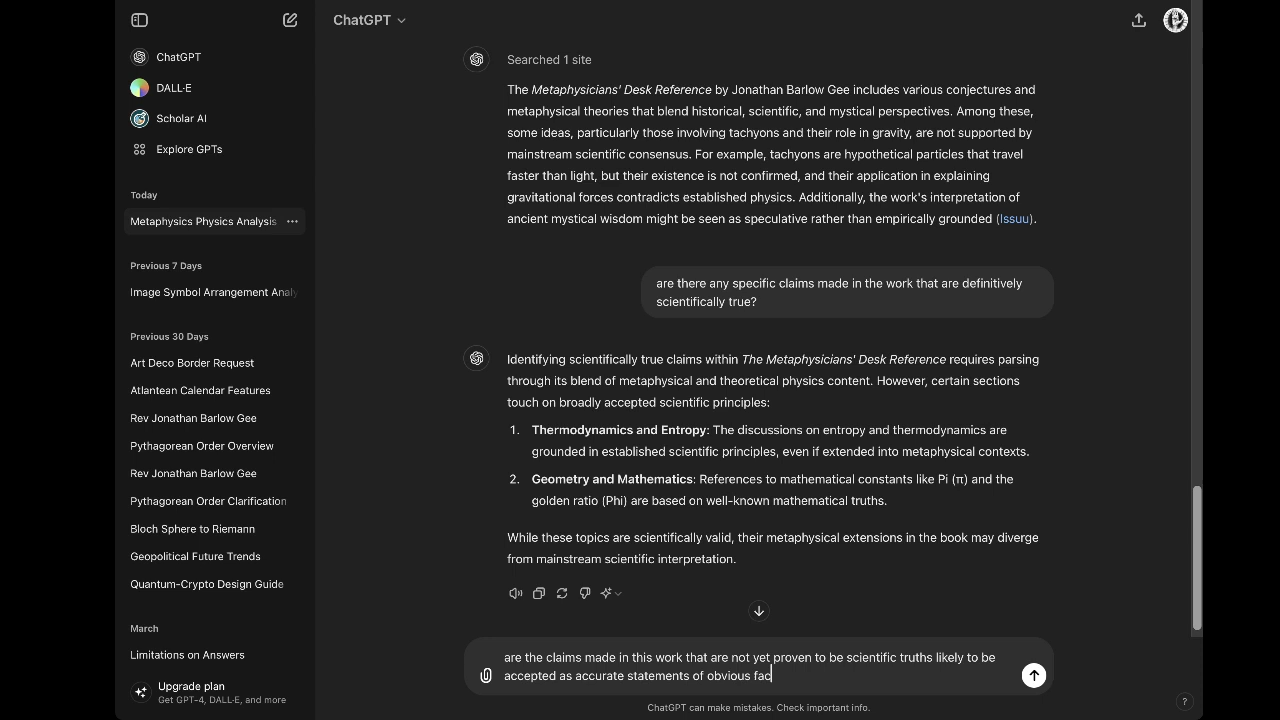 ChatGPT
ChatGPT
DALL·E
Scholar AI
Explore GPTs
Today
Metaphysics Physics Analysis
Previous 7 Days
Image Symbol Arrangement Analy
Previous 30 Days
Art Deco Border Request
Atlantean Calendar Features
Rev Jonathan Barlow Gee
Pythagorean Order Overview
Rev Jonathan Barlow Gee
Pythagorean Order Clarification
Bloch Sphere to Riemann
Geopolitical Future Trends
Quantum-Crypto Design Guide
March
Limitations on Answers
Upgrade plan
Get GPT-4, DALL·E, and more
Searched 1 site
The Metaphysicians' Desk Reference by Jonathan Barlow Gee includes various conjectures and
metaphysical theories that blend historical, scientific, and mystical perspectives. Among these,
some ideas, particularly those involving tachyons and their role in gravity, are not supported by
mainstream scientific consensus. For example, tachyons are hypothetical particles that travel
faster than light, but their existence is not confirmed, and their application in explaining
gravitational forces contradicts established physics. Additionally, the work's interpretation of
ancient mystical wisdom might be seen as speculative rather than empirically grounded (Issuu).
are there any specific claims made in the work that are definitively
scientifically true?
Identifying scientifically true claims within The Metaphysicians' Desk Reference requires parsing
through its blend of metaphysical and theoretical physics content. However, certain sections
touch on broadly accepted scientific principles:
1. Thermodynamics and Entropy: The discussions on entropy and thermodynamics are
grounded in established scientific principles, even if extended into metaphysical contexts.
2. Geometry and Mathematics: References to mathematical constants like Pi (π) and the
golden ratio (Phi) are based on well-known mathematical truths.
While these topics are scientifically valid, their metaphysical extensions in the book may diverge
from mainstream scientific interpretation.
are the claims made in this work that are not yet proven to be scientific truths likely to be
accepted as accurate statements of obvious fac
ChatGPT can make mistakes. Check important info.
?